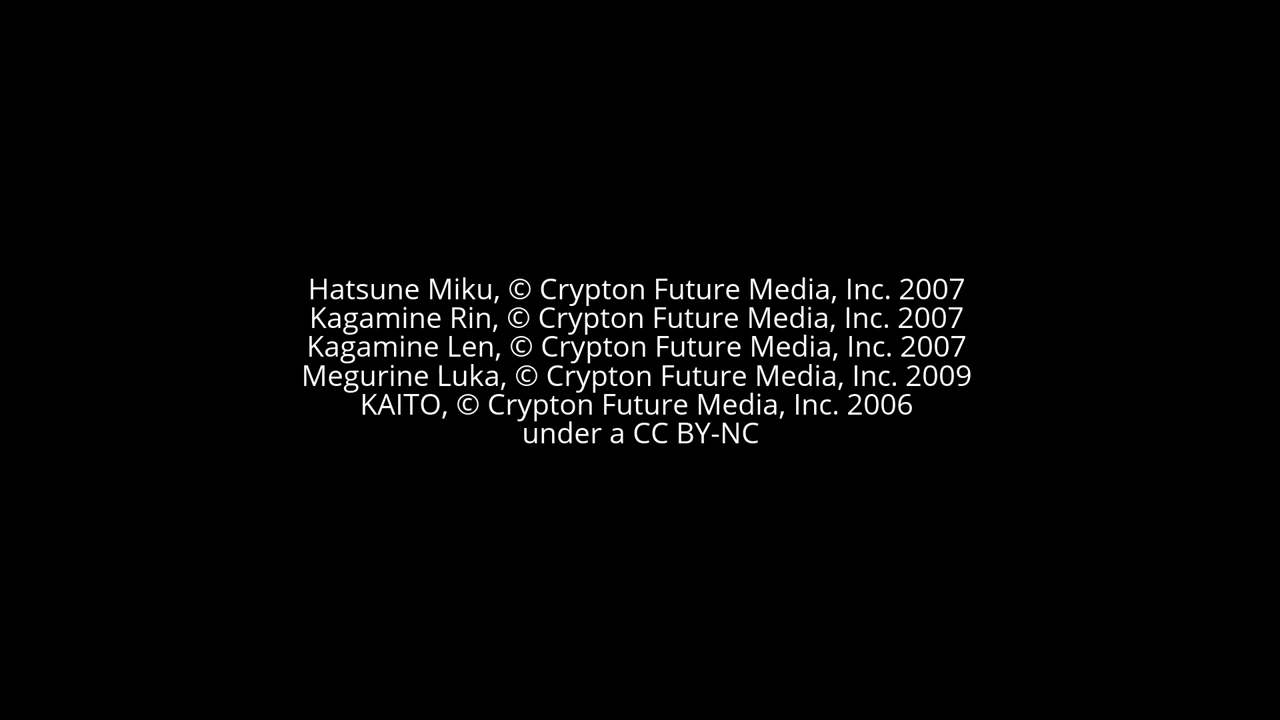 Hatsune Miku, © Crypton Future Media, Inc. 2007
Kagamine Rin, © Crypton Future Media, Inc. 2007
Kagamine Len, © Crypton Future Media, Inc. 2007
Megurine Luka, © Crypton Future Media, Inc. 2009
KAITO, © Crypton Future Media, Inc. 2006
under a CC BY-NC